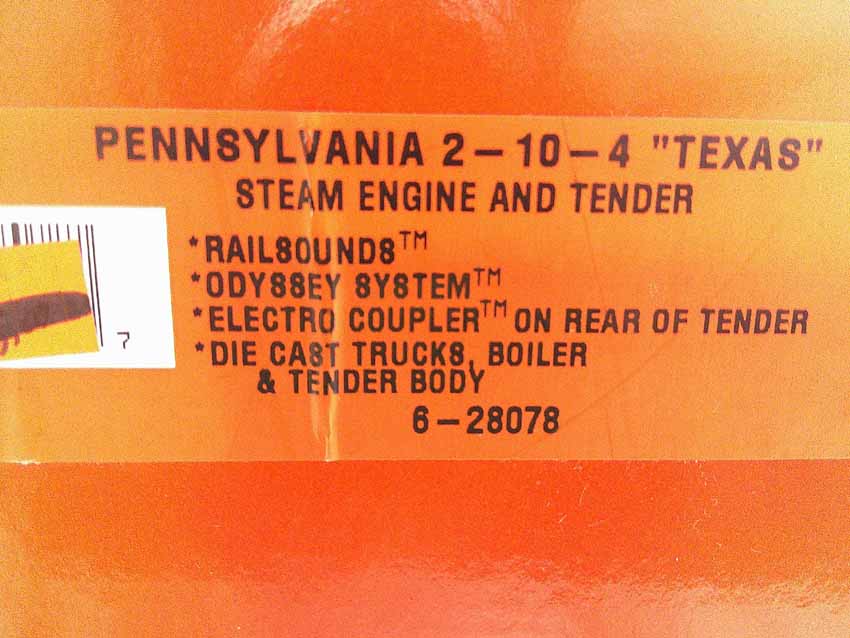 PENNSYLVANIA 2-10-4 "TEXAS"
STEAM ENGINE AND TENDER
*RAILSOUNDS™
*ODYSSEY SYSTEM™
*ELECTRO COUPLER™ ON REAR OF TENDER
*DIE CAST TRUCKS, BOILER
& TENDER BODY
6-28078
7